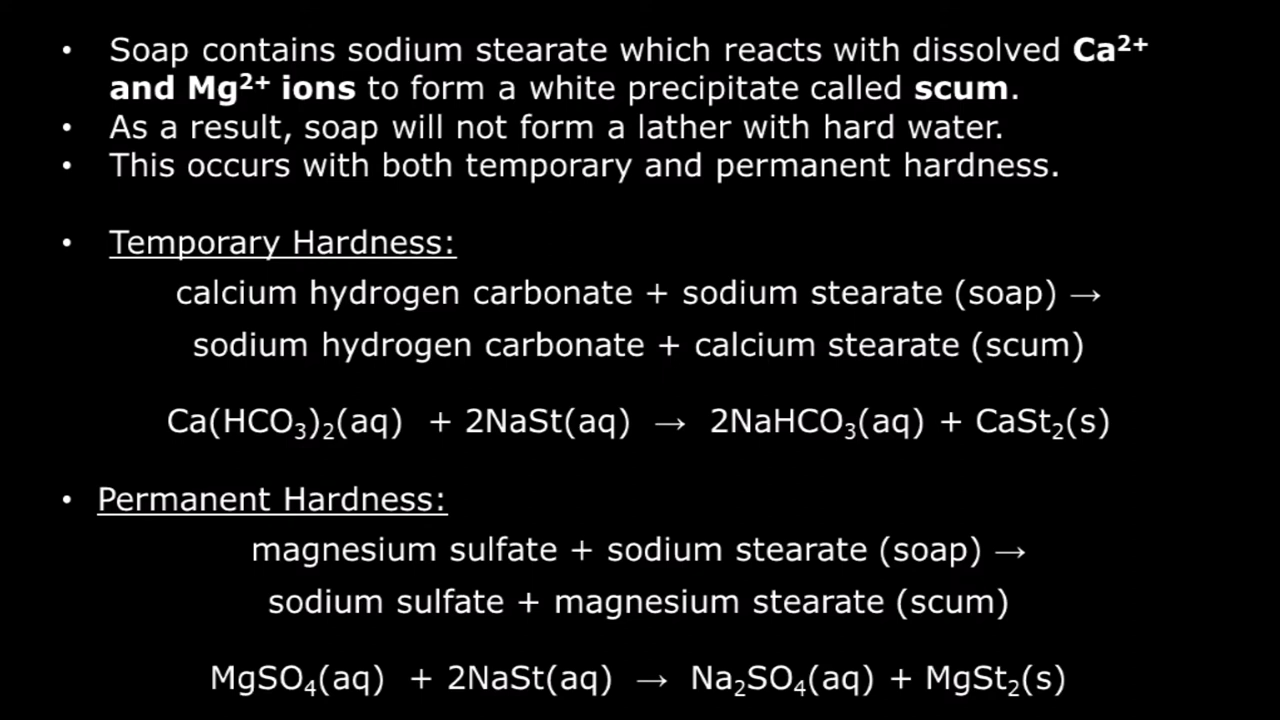 • Soap contains sodium stearate which reacts with dissolved Ca²⁺
and Mg²⁺ ions to form a white precipitate called scum.
• As a result, soap will not form a lather with hard water.
• This occurs with both temporary and permanent hardness.
• Temporary Hardness:
calcium hydrogen carbonate + sodium stearate (soap) →
sodium hydrogen carbonate + calcium stearate (scum)
Ca(HCO₃)₂(aq) + 2NaSt(aq) → 2NaHCO₃(aq) + CaSt₂(s)
• Permanent Hardness:
magnesium sulfate + sodium stearate (soap) →
sodium sulfate + magnesium stearate (scum)
MgSO₄(aq) + 2NaSt(aq) → Na₂SO₄(aq) + MgSt₂(s)